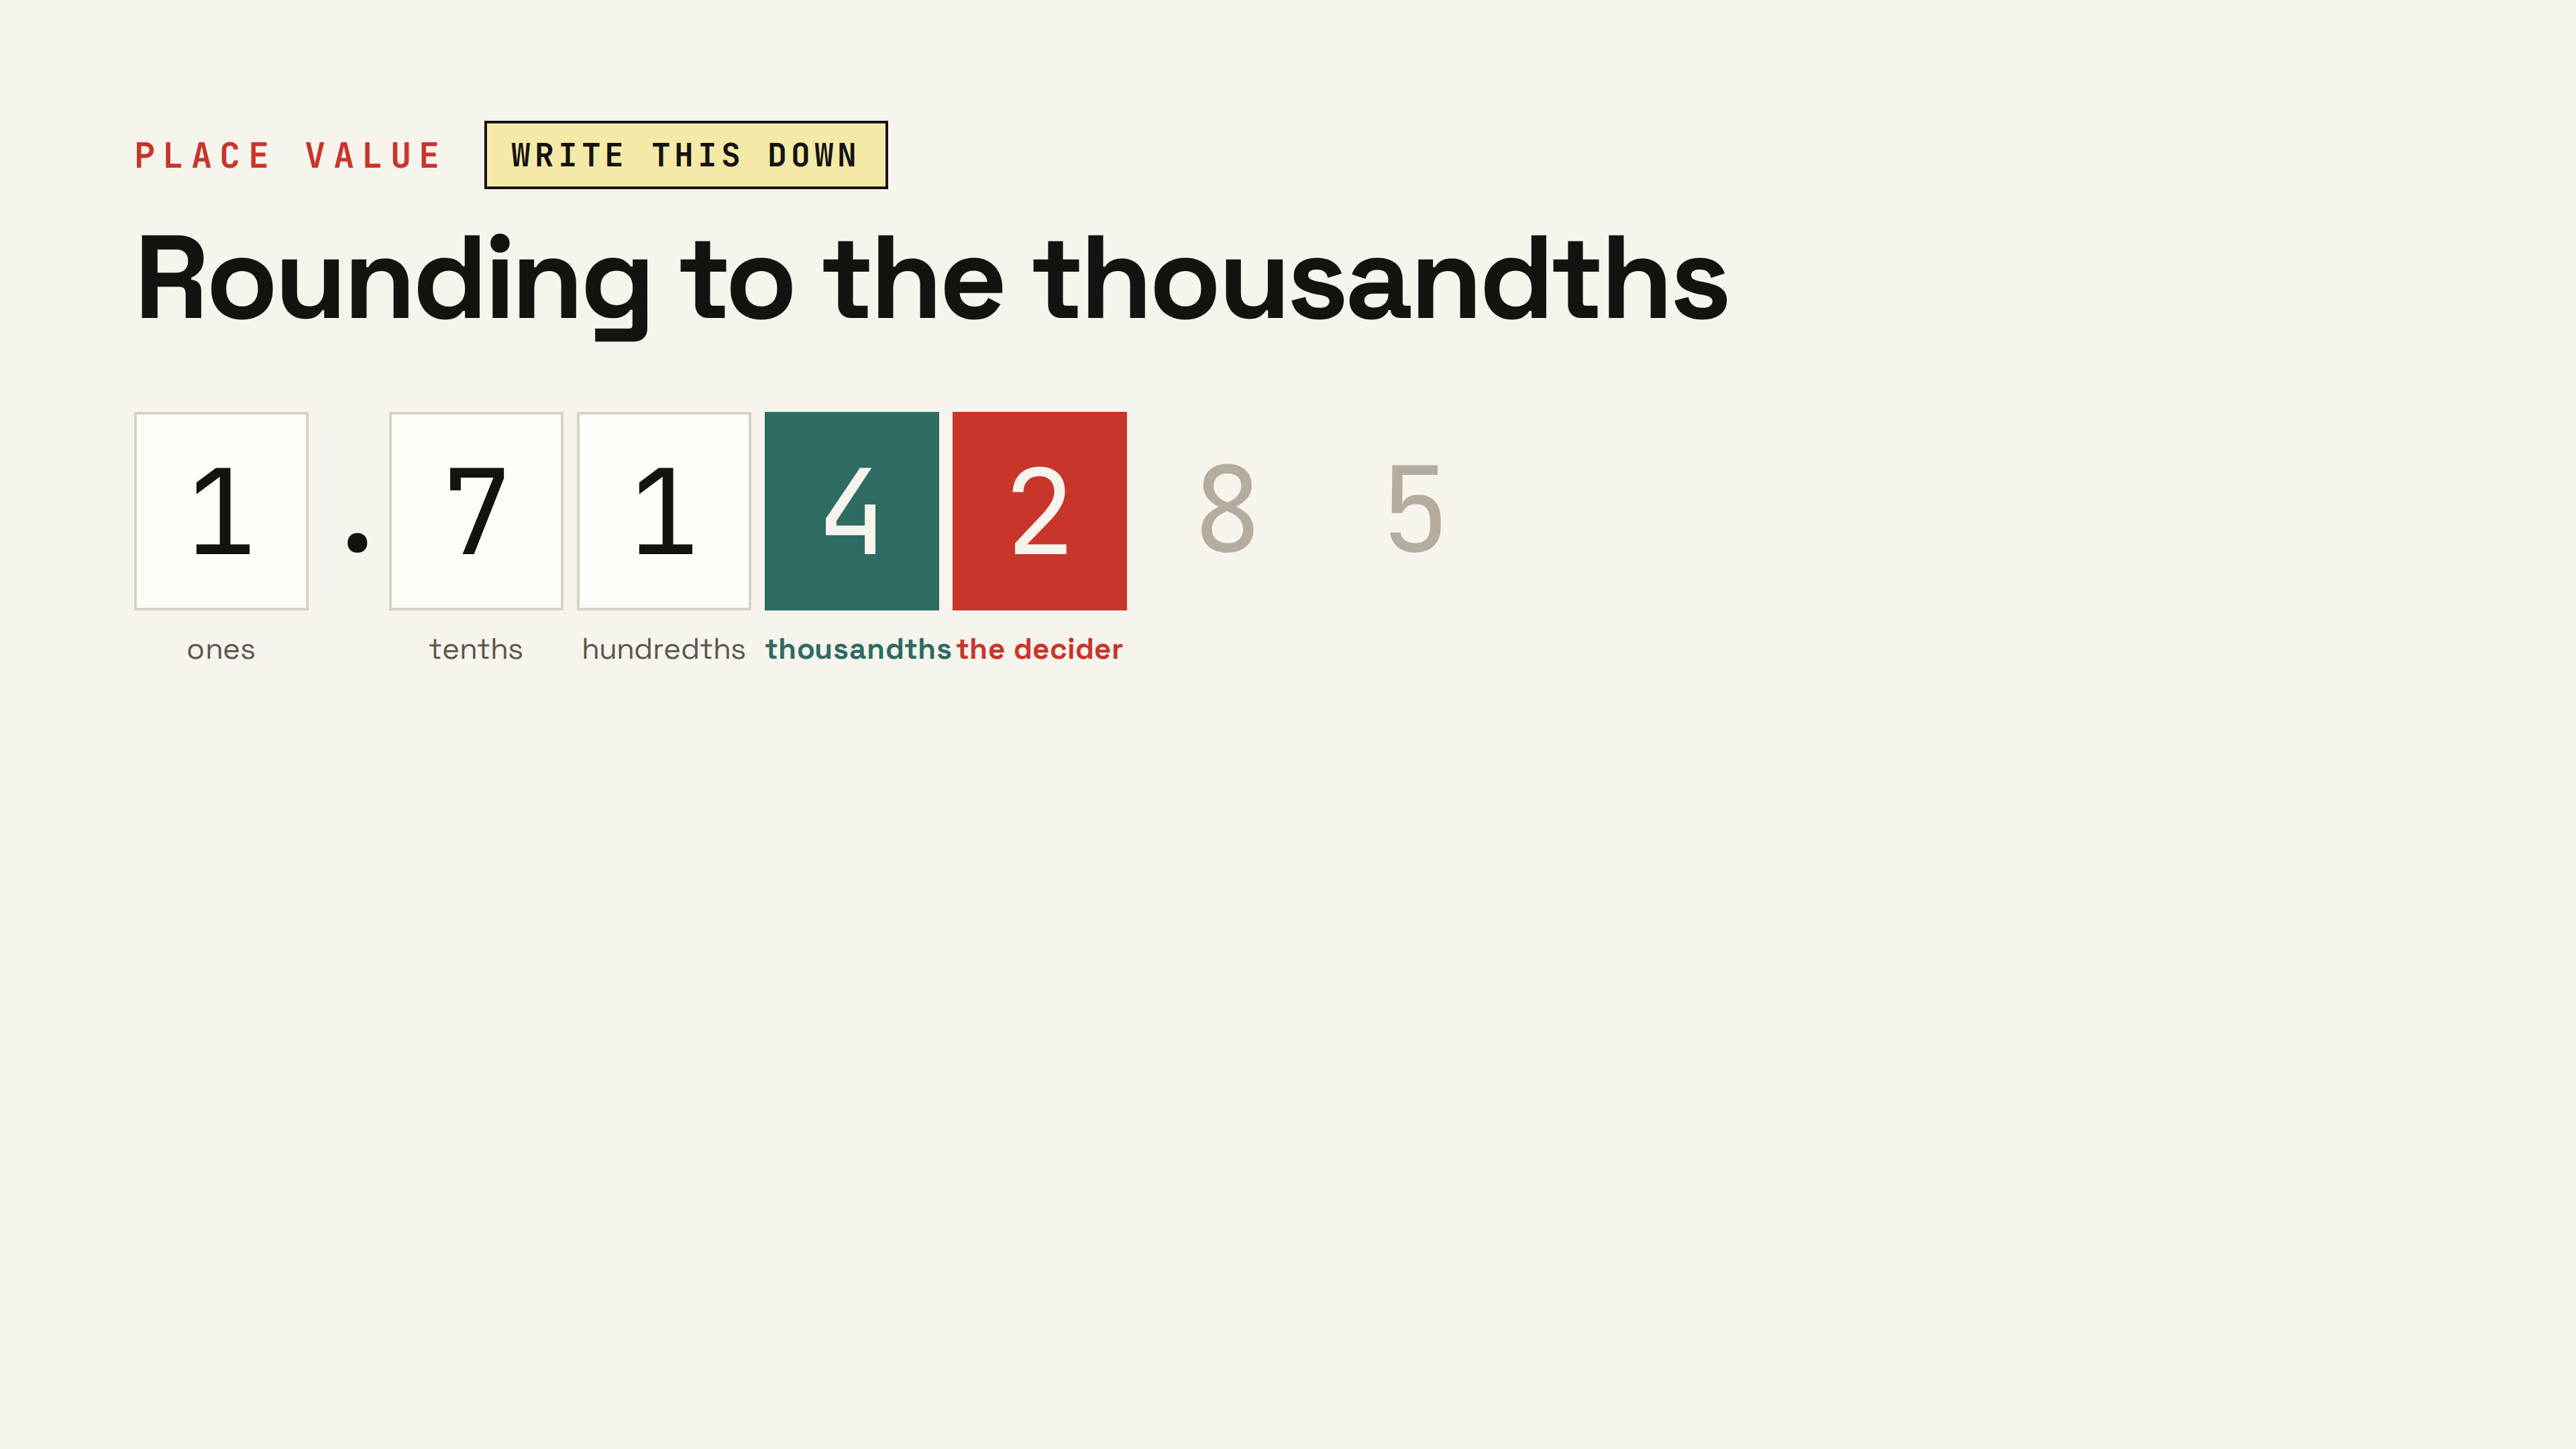 PLACE VALUE WRITE THIS DOWN
Rounding to the thousandths
1 . 7 1 4 2 8 5
ones tenths hundredths thousandths the decider